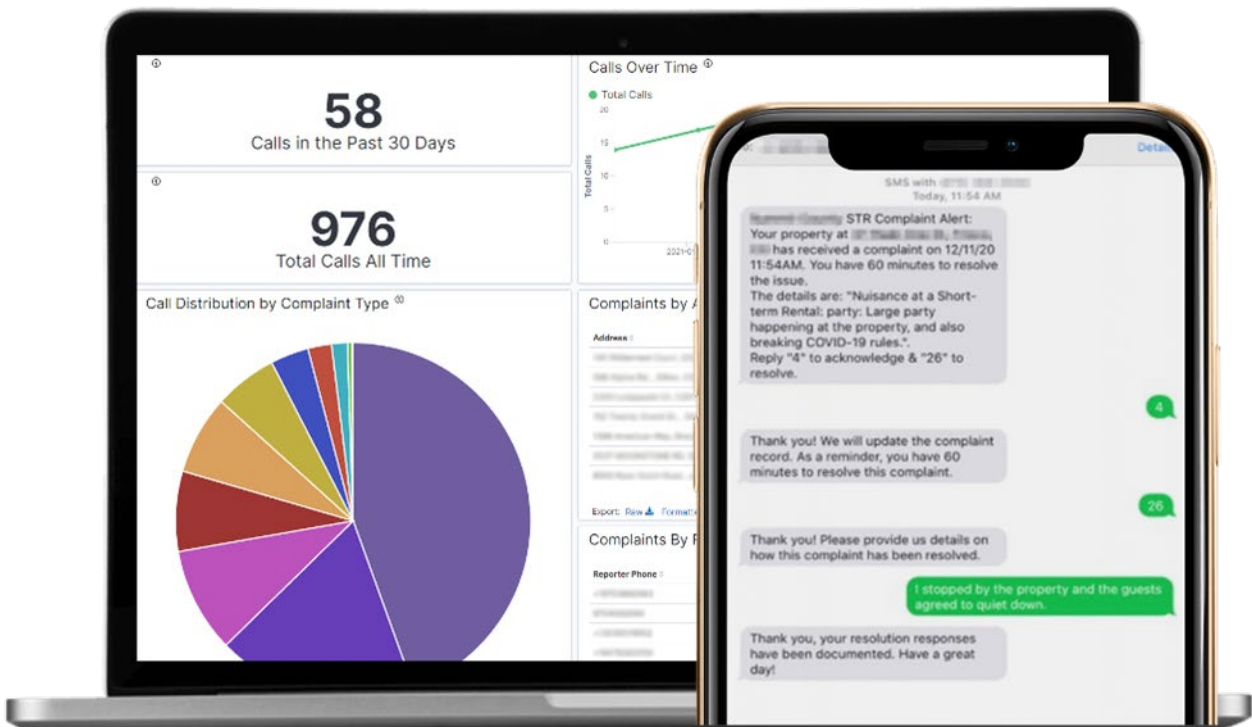 58
Calls in the Past 30 Days
976
Total Calls All Time
Call Distribution by Complaint Type
Calls Over Time
Total Calls
20
15
10
5
0
Total Calls
2021-0
Complaints by A
Address
Export: Raw Formatte
Complaints By R
Reporter Phone
Detai
SMS with
Today, 11:54 AM
STR Complaint Alert:
Your property at
has received a complaint on 12/11/20
11:54AM. You have 60 minutes to resolve
the issue.
The details are: "Nuisance at a Short-
term Rental: party: Large party
happening at the property, and also
breaking COVID-19 rules.".
Reply "4" to acknowledge & "26" to
resolve.
4
Thank you! We will update the complaint
record. As a reminder, you have 60
minutes to resolve this complaint.
26
Thank you! Please provide us details on
how this complaint has been resolved.
I stopped by the property and the guests
agreed to quiet down.
Thank you, your resolution responses
have been documented. Have a great
day!